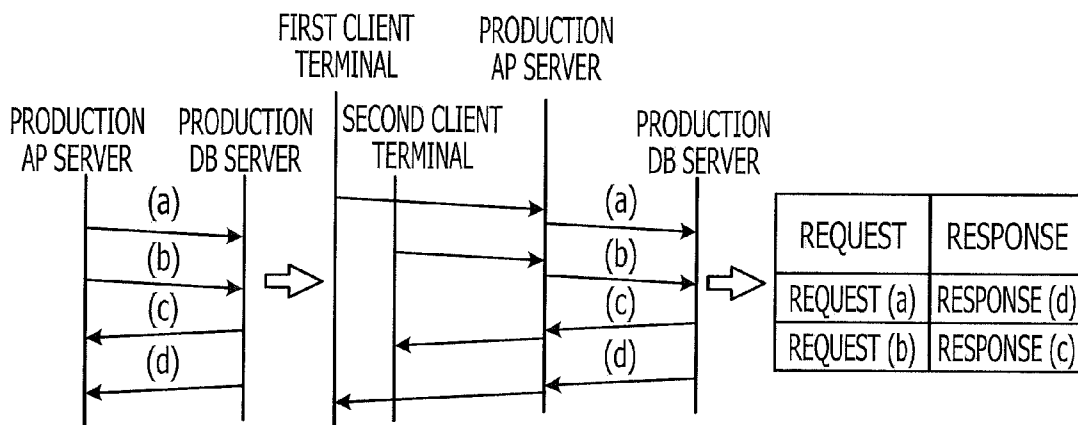 FIRST CLIENT
TERMINAL
PRODUCTION
AP SERVER
PRODUCTION
AP SERVER
PRODUCTION
DB SERVER
SECOND CLIENT
TERMINAL
PRODUCTION
DB SERVER
(a)
(b)
(c)
(d)
(a)
(b)
(c)
(d)
REQUEST RESPONSE
REQUEST (a) RESPONSE (d)
REQUEST (b) RESPONSE (c)